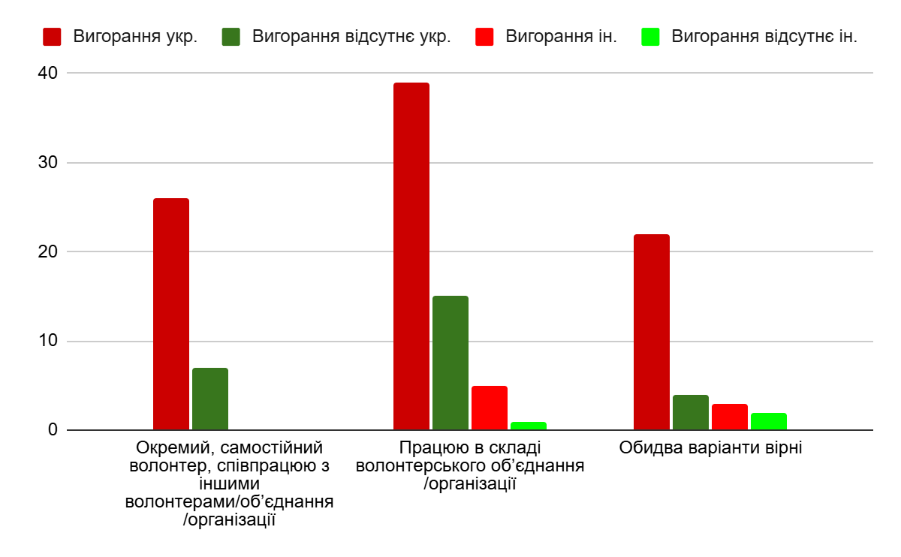 Вигорання укр. Вигорання відсутнє укр. Вигорання ін. Вигорання відсутнє ін.
40
30
20
10
0
Окремий, самостійний
волонтер, співпрацюю з
іншими
волонтерами/об’єднання
/організації
Працюю в складі
волонтерського об’єднання
/організації
Обидва варіанти вірні